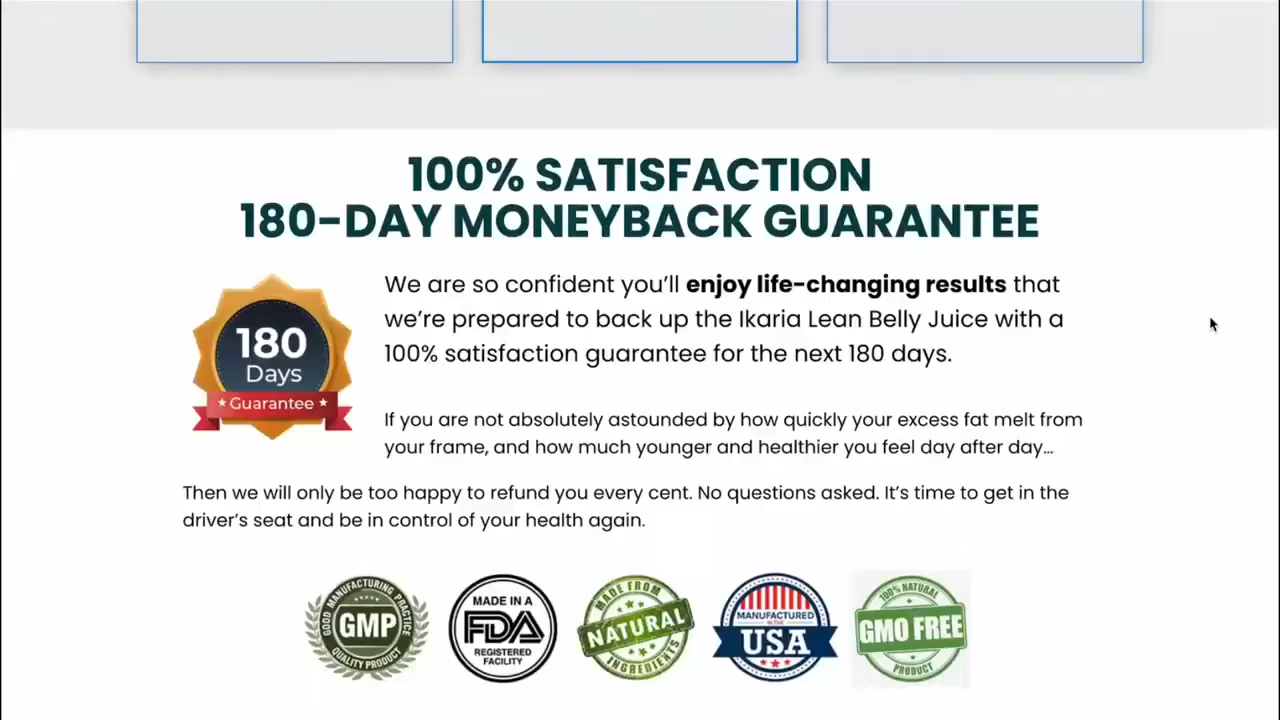 100% SATISFACTION
180-DAY MONEYBACK GUARANTEE
We are so confident you'll enjoy life-changing results that
we're prepared to back up the Ikaria Lean Belly Juice with a
100% satisfaction guarantee for the next 180 days.
180
Days
Guarantee
If you are not absolutely astounded by how quickly your excess fat melt from
your frame, and how much younger and healthier you feel day after day...
Then we will only be too happy to refund you every cent. No questions asked. It's time to get in the
driver's seat and be in control of your health again.
GOOD MANUFACTURING PRACTICE
GMP
QUALITY PRODUCT
MADE IN A
FDA
REGISTERED
FACILITY
MADE FROM
NATURAL
INGREDIENTS
MANUFACTURED
IN THE
USA
100% NATURAL
GMO FREE
PRODUCT